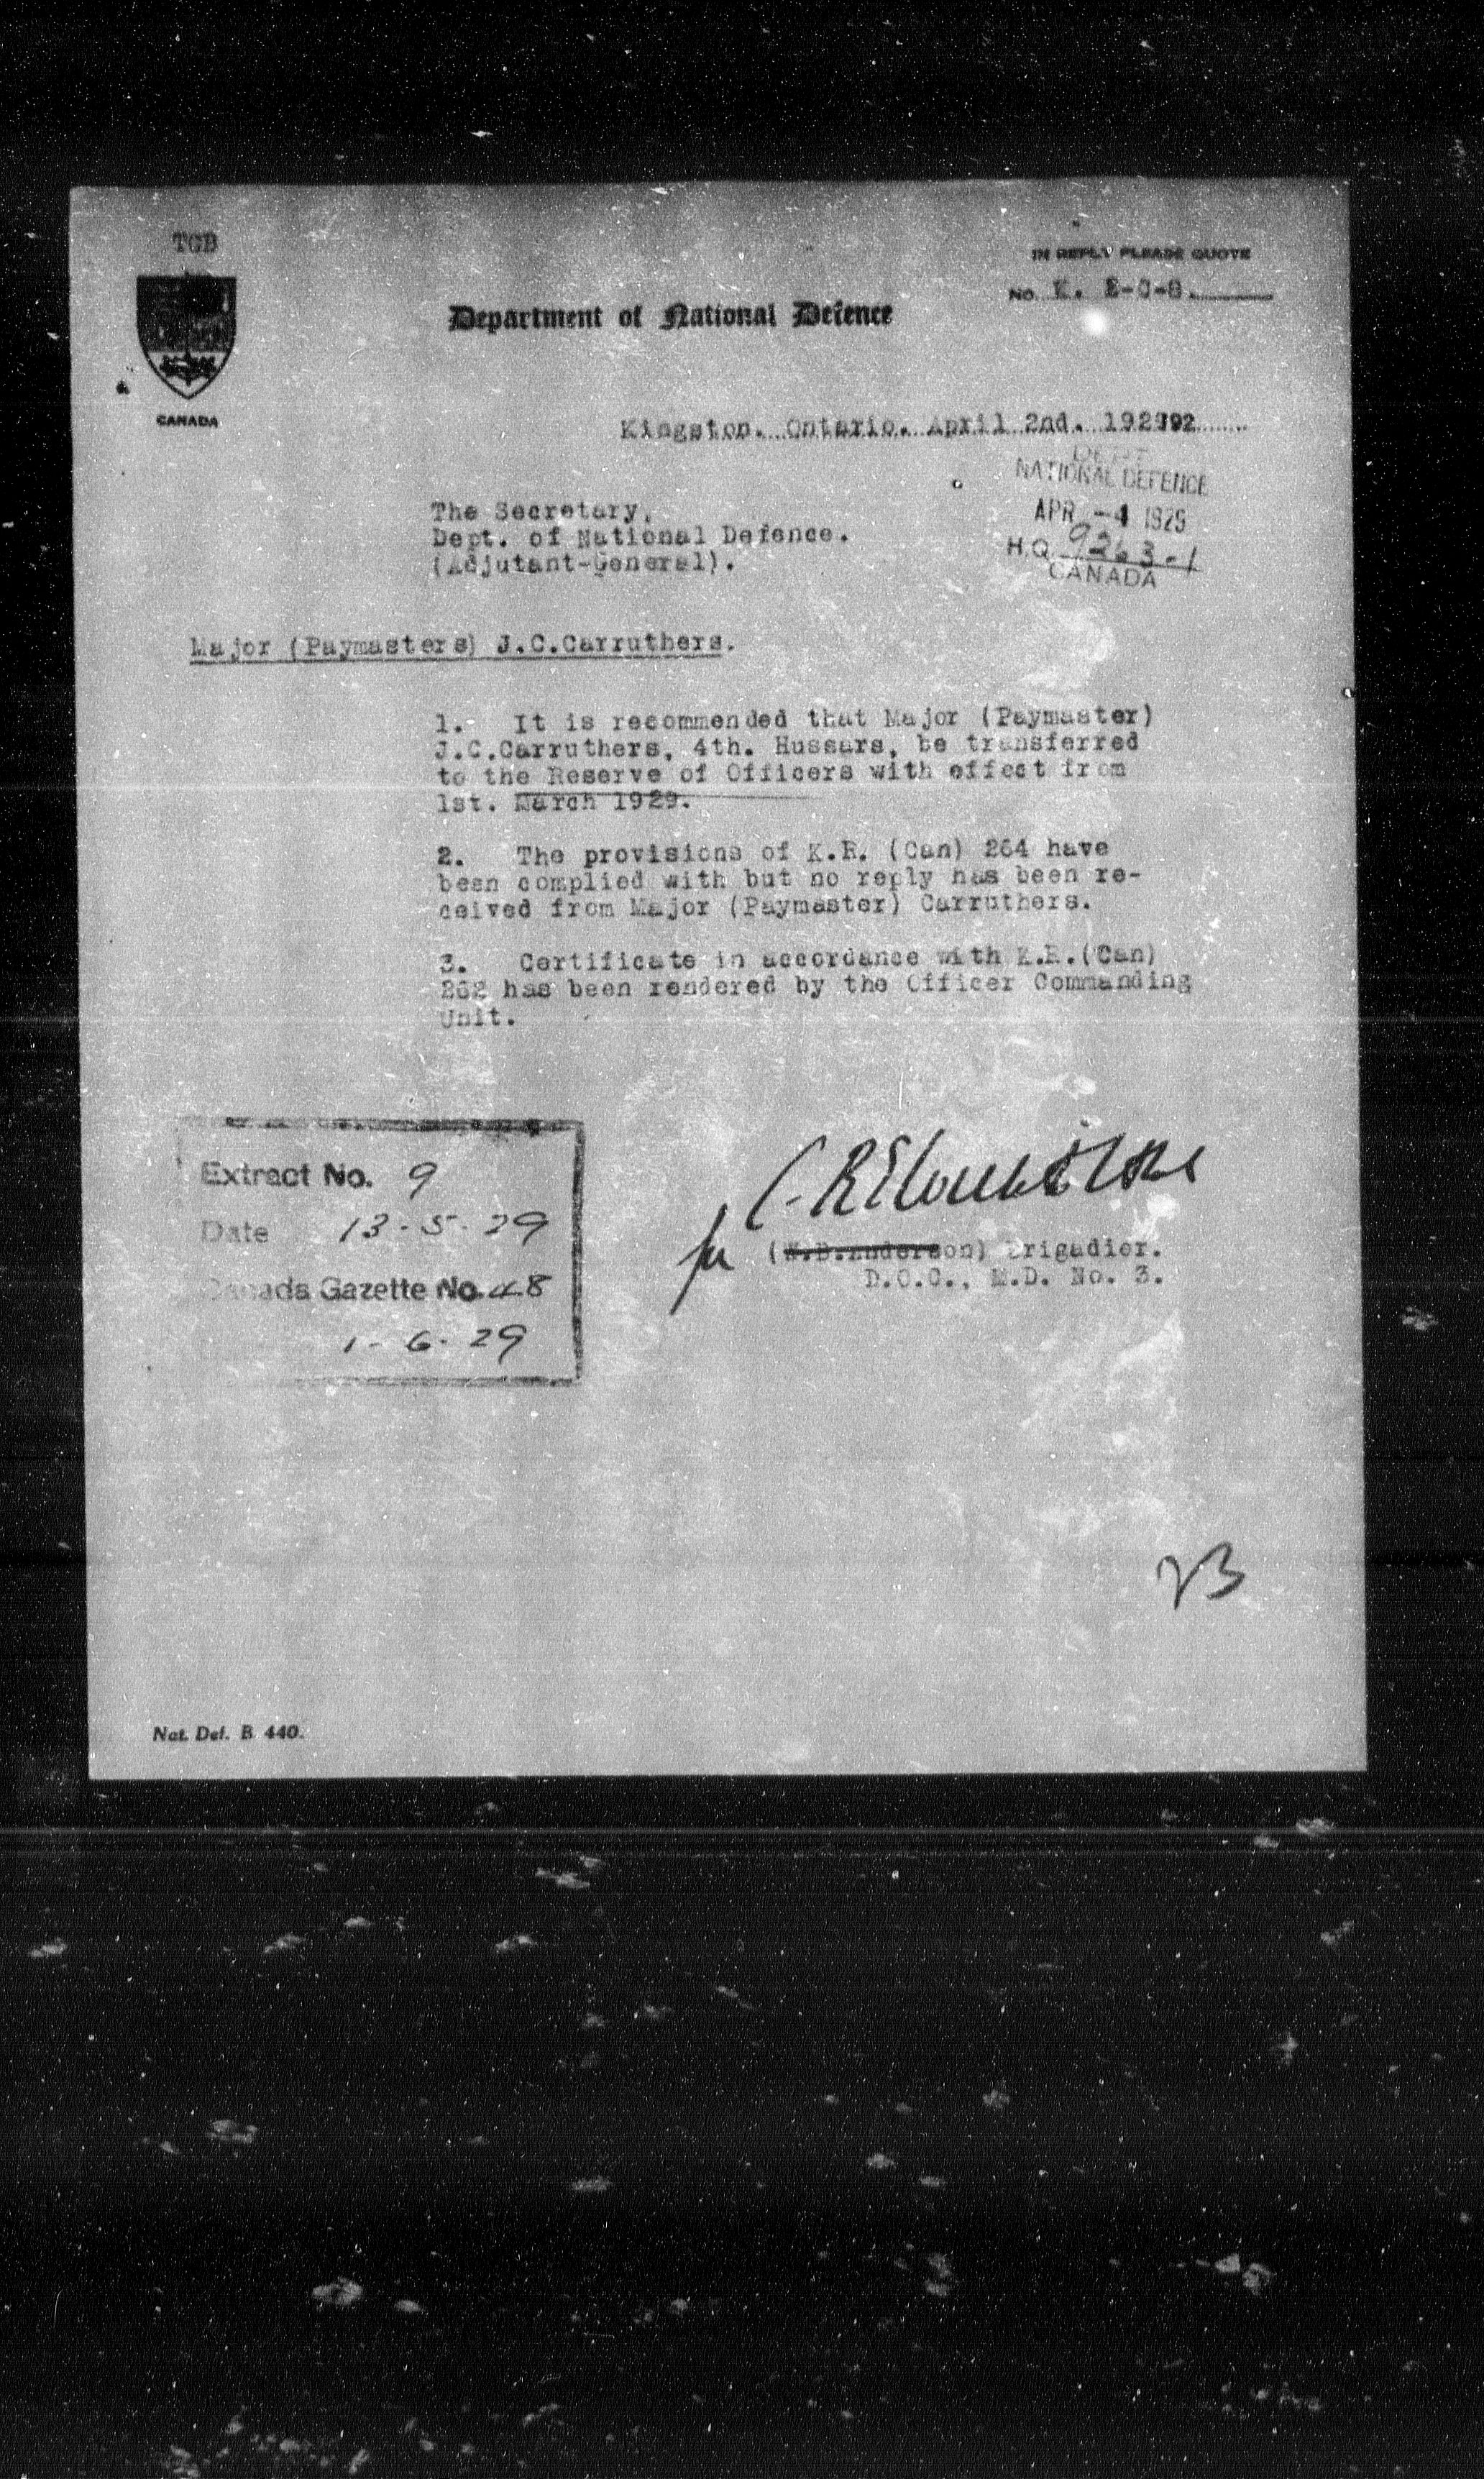 TGB
IN REPLY PLEASE QUOTE
No. K. E-C-8.
Department of National Defence
CANADA
Kingston. Ontario. April 2nd. 192992
DEPT
NATIONAL DEFENCE
APR -4 1929
H.Q. 9263-1
CANADA
The Secretary,
Dept. of National Defence.
(Adjutant-General).
Major (Paymasters) J.C.Carruthers.
1. It is recommended that Major (Paymaster)
J.C.Carruthers, 4th. Hussars, be transferred
to the Reserve of Officers with effect from
1st. March 1929.
2. The provisions of K.R. (Can) 264 have
been complied with but no reply has been re-
ceived from Major (Paymaster) Carruthers.
3. Certificate in accordance with K.R.(Can)
262 has been rendered by the Officer Commanding
Unit.
Extract No. 9
Date 13-5-29
Canada Gazette No. 48
1-6-29
for (W.B.Anderson) Brigadier.
D.O.C., M.D. No. 3.
23
Nat. Def. B 440.